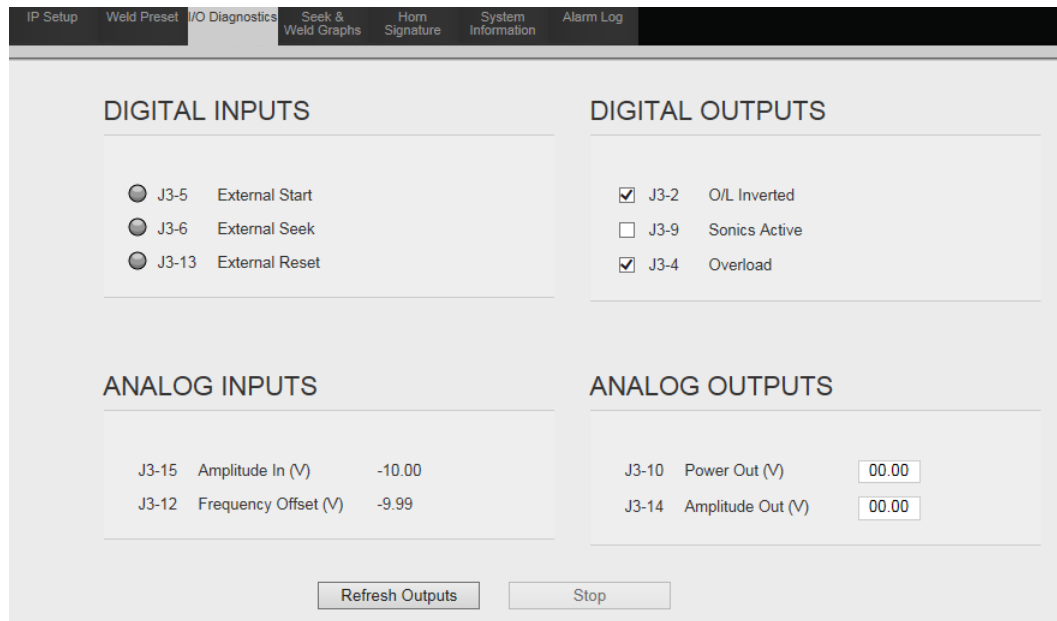 IP Setup
Weld Preset
I/O Diagnostics
Seek &
Weld Graphs
Horn
Signature
System
Information
Alarm Log
DIGITAL INPUTS
J3-5 External Start
J3-6 External Seek
J3-13 External Reset
DIGITAL OUTPUTS
J3-2 O/L Inverted
J3-9 Sonics Active
J3-4 Overload
ANALOG INPUTS
J3-15 Amplitude In (V) -10.00
J3-12 Frequency Offset (V) -9.99
ANALOG OUTPUTS
J3-10 Power Out (V) 00.00
J3-14 Amplitude Out (V) 00.00
Refresh Outputs
Stop